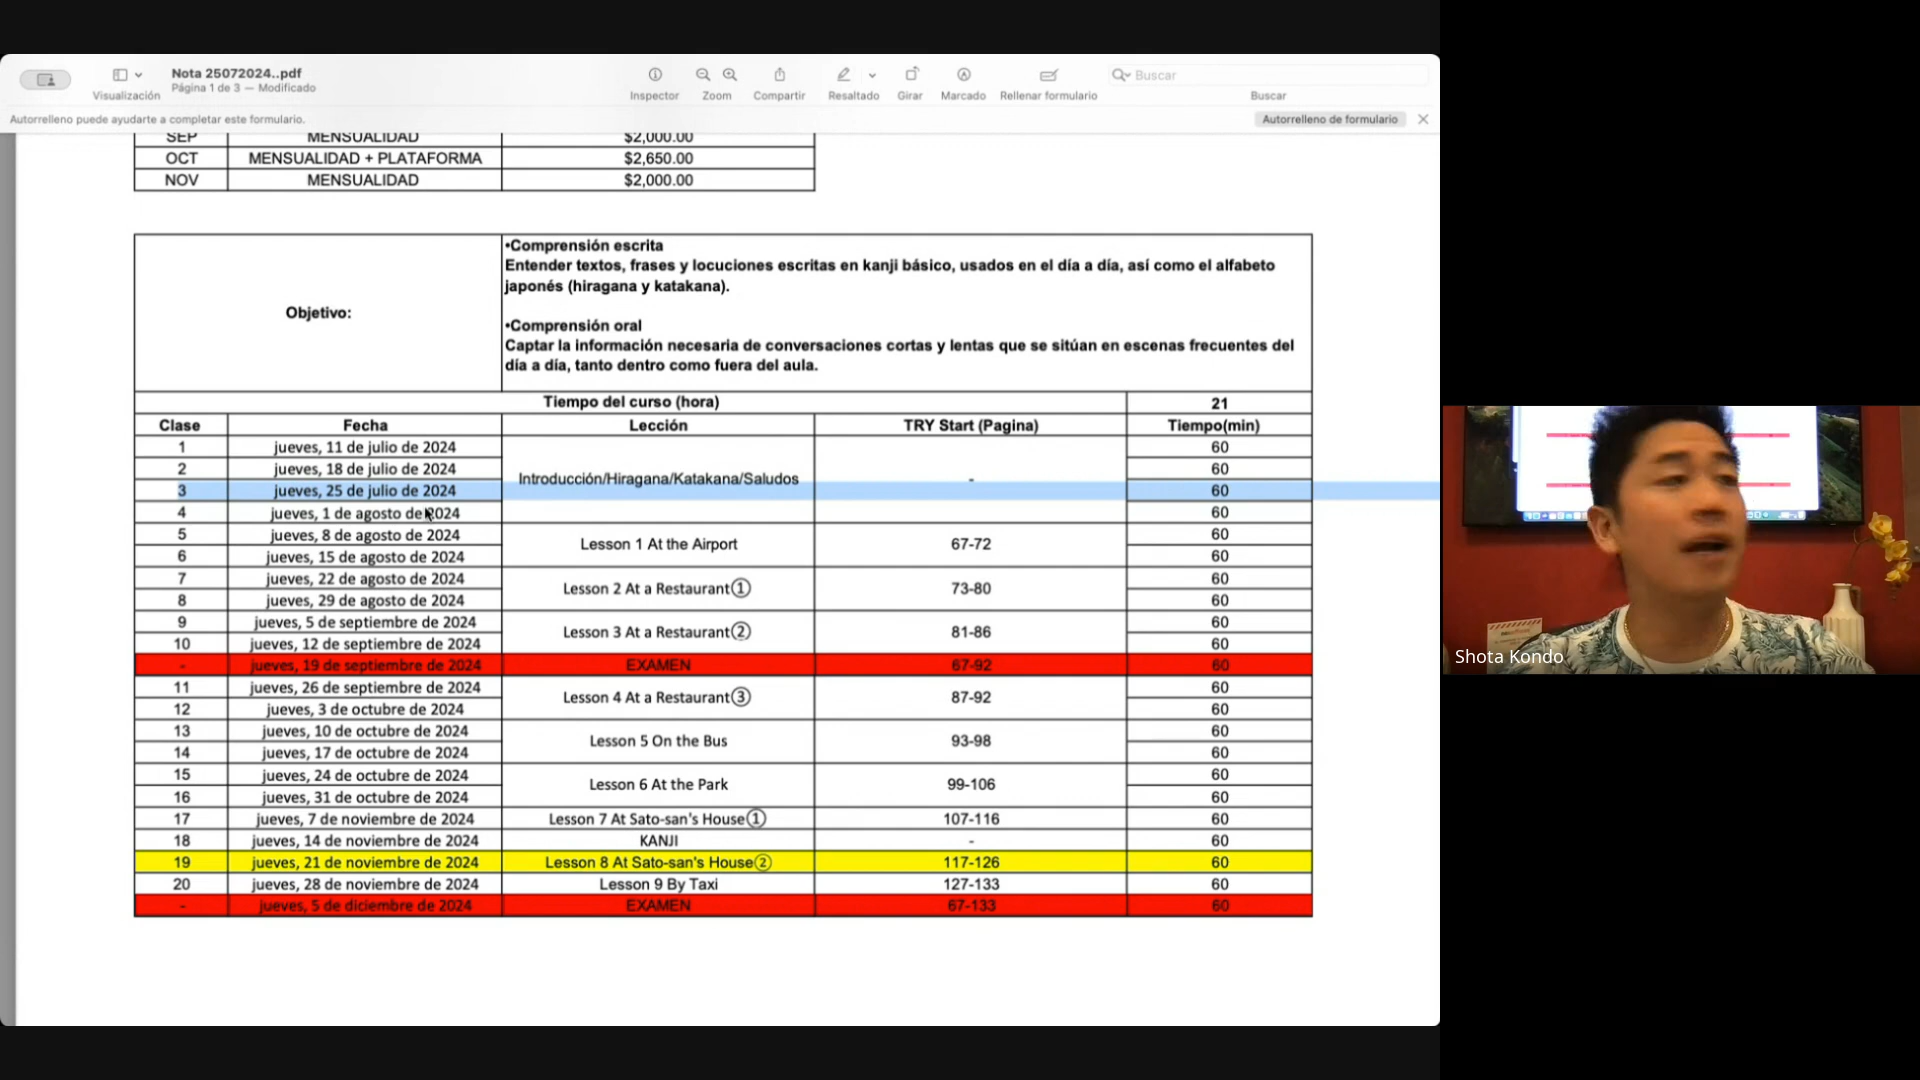 Nota 25072024..pdf
Página 1 de 3 — Modificado
Visualización
Inspector
Zoom
Compartir
Resaltado
Girar
Marcado
Rellenar formulario
Buscar
Buscar
Autorrelleno puede ayudarte a completar este formulario.
Autorrelleno de formulario
SEP MENSUALIDAD $2,000.00
OCT MENSUALIDAD + PLATAFORMA $2,650.00
NOV MENSUALIDAD $2,000.00
Objetivo:
•Comprensión escrita
Entender textos, frases y locuciones escritas en kanji básico, usados en el día a día, así como el alfabeto
japonés (hiragana y katakana).
•Comprensión oral
Captar la información necesaria de conversaciones cortas y lentas que se sitúan en escenas frecuentes del
día a día, tanto dentro como fuera del aula.
Tiempo del curso (hora) 21
Clase Fecha Lección TRY Start (Pagina) Tiempo(min)
1 jueves, 11 de julio de 2024 60
2 jueves, 18 de julio de 2024 60
Introducción/Hiragana/Katakana/Saludos -
3 jueves, 25 de julio de 2024 60
4 jueves, 1 de agosto de 2024 60
5 jueves, 8 de agosto de 2024 60
Lesson 1 At the Airport 67-72
6 jueves, 15 de agosto de 2024 60
7 jueves, 22 de agosto de 2024 60
Lesson 2 At a Restaurant① 73-80
8 jueves, 29 de agosto de 2024 60
9 jueves, 5 de septiembre de 2024 60
Lesson 3 At a Restaurant② 81-86
10 jueves, 12 de septiembre de 2024 60
- jueves, 19 de septiembre de 2024 EXAMEN 67-92 60
11 jueves, 26 de septiembre de 2024 60
Lesson 4 At a Restaurant③ 87-92
12 jueves, 3 de octubre de 2024 60
13 jueves, 10 de octubre de 2024 60
Lesson 5 On the Bus 93-98
14 jueves, 17 de octubre de 2024 60
15 jueves, 24 de octubre de 2024 60
Lesson 6 At the Park 99-106
16 jueves, 31 de octubre de 2024 60
17 jueves, 7 de noviembre de 2024 Lesson 7 At Sato-san's House① 107-116 60
18 jueves, 14 de noviembre de 2024 KANJI - 60
19 jueves, 21 de noviembre de 2024 Lesson 8 At Sato-san's House② 117-126 60
20 jueves, 28 de noviembre de 2024 Lesson 9 By Taxi 127-133 60
- jueves, 5 de diciembre de 2024 EXAMEN 67-133 60
Shota Kondo